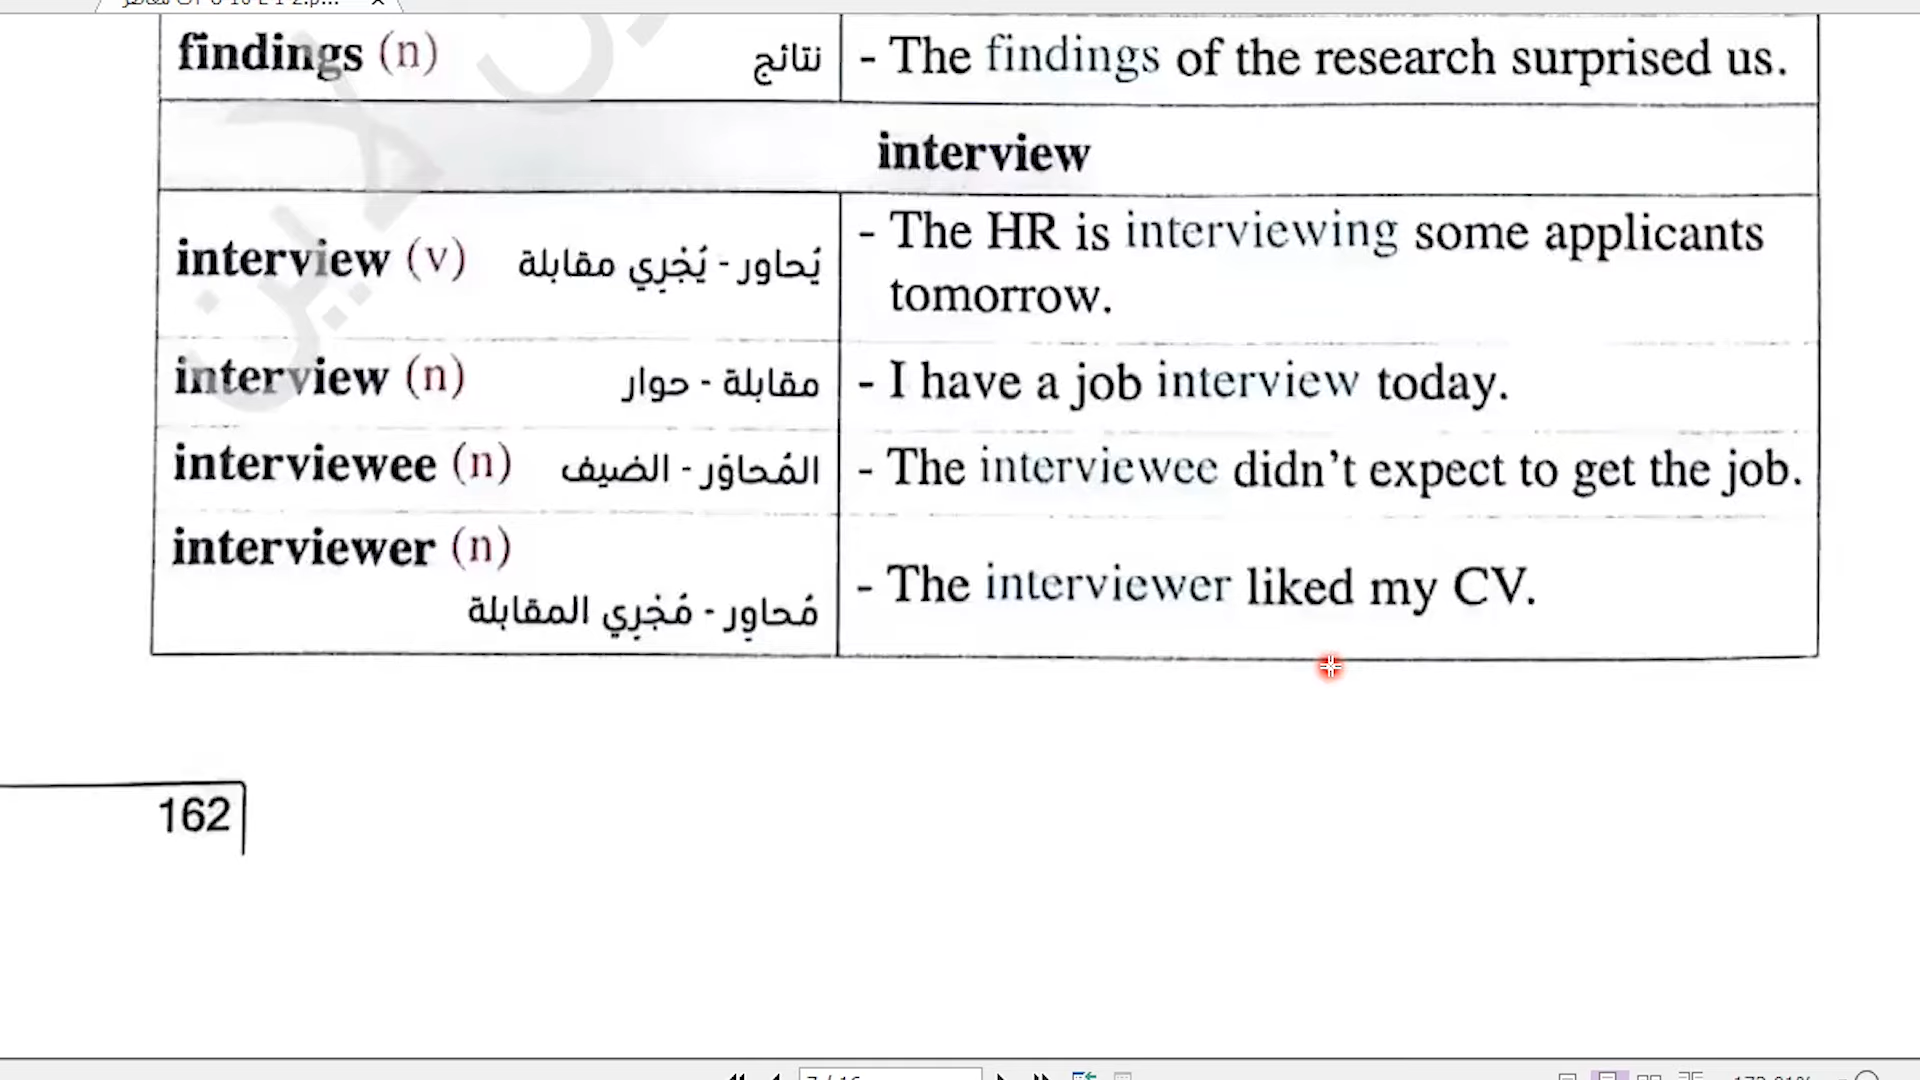 findings (n) نتائج - The findings of the research surprised us.
interview
interview (v) يُحاور - يُجْرِي مقابلة - The HR is interviewing some applicants
tomorrow.
interview (n) مقابلة - حوار - I have a job interview today.
interviewee (n) المُحاوَر - الضيف - The interviewee didn't expect to get the job.
interviewer (n)
مُحاوِر - مُجْرِي المقابلة - The interviewer liked my CV.
162